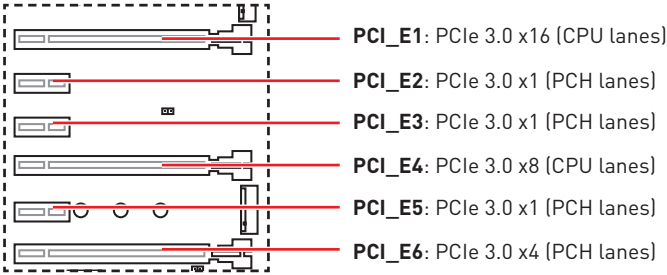 PCI_E1: PCIe 3.0 x16 (CPU lanes)
PCI_E2: PCIe 3.0 x1 (PCH lanes)
PCI_E3: PCIe 3.0 x1 (PCH lanes)
PCI_E4: PCIe 3.0 x8 (CPU lanes)
PCI_E5: PCIe 3.0 x1 (PCH lanes)
PCI_E6: PCIe 3.0 x4 (PCH lanes)